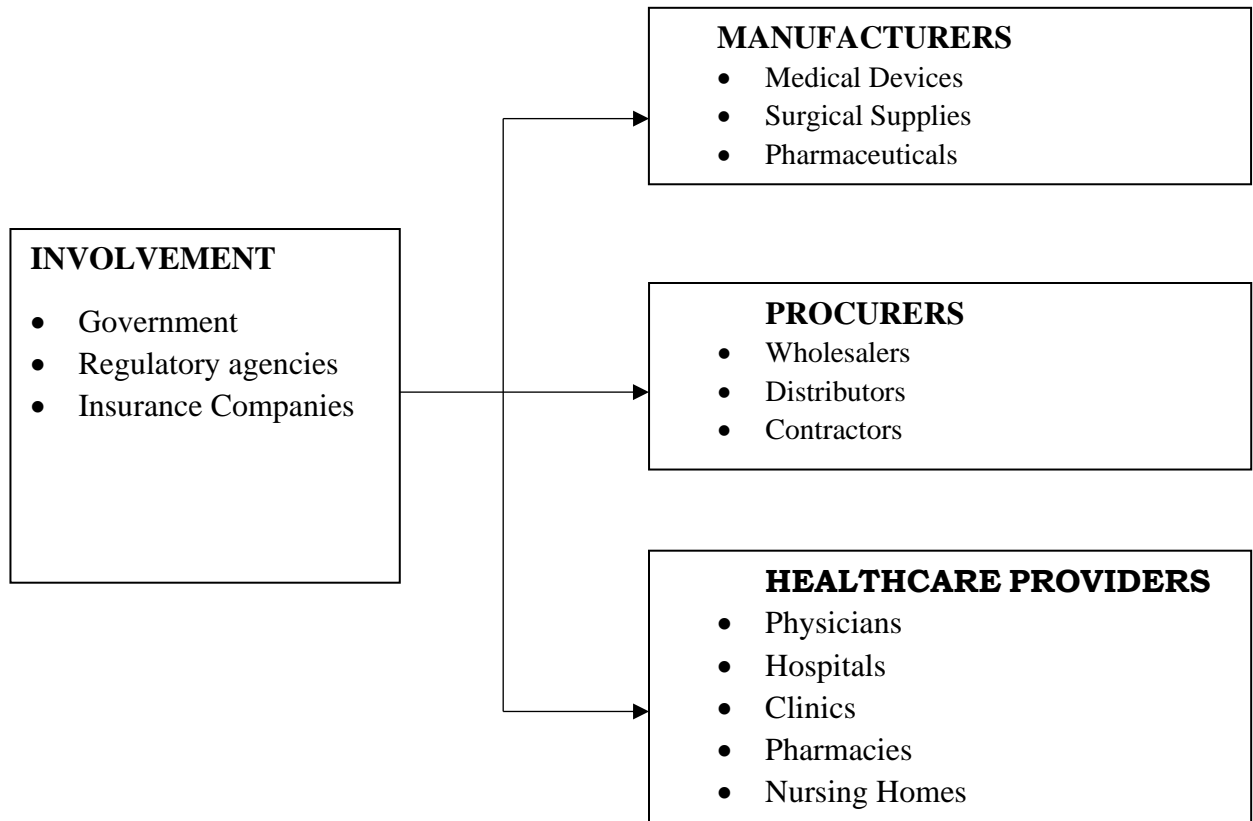 MANUFACTURERS
• Medical Devices
• Surgical Supplies
• Pharmaceuticals
INVOLVEMENT
• Government
• Regulatory agencies
• Insurance Companies
PROCURERS
• Wholesalers
• Distributors
• Contractors
HEALTHCARE PROVIDERS
• Physicians
• Hospitals
• Clinics
• Pharmacies
• Nursing Homes